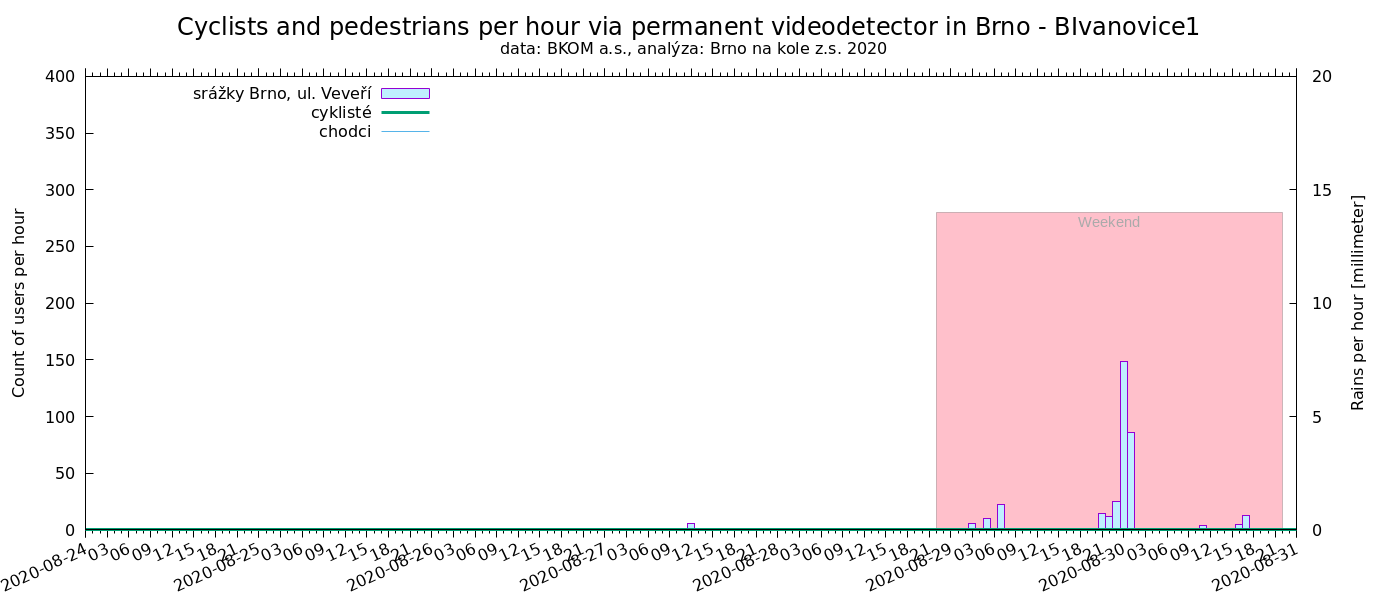 Cyclists and pedestrians per hour via permanent videodetector in Brno - BIvanovice1
data: BKOM a.s., analýza: Brno na kole z.s. 2020
srážky Brno, ul. Veveří
cyklisté
chodci
Weekend
Count of users per hour
400
350
300
250
200
150
100
50
0
Rains per hour [millimeter]
20
15
10
5
0
2020-08-24 03 06 09 12 15 18 21 2020-08-25 03 06 09 12 15 18 21 2020-08-26 03 06 09 12 15 18 21 2020-08-27 03 06 09 12 15 18 21 2020-08-28 03 06 09 12 15 18 21 2020-08-29 03 06 09 12 15 18 21 2020-08-30 03 06 09 12 15 18 21 2020-08-31